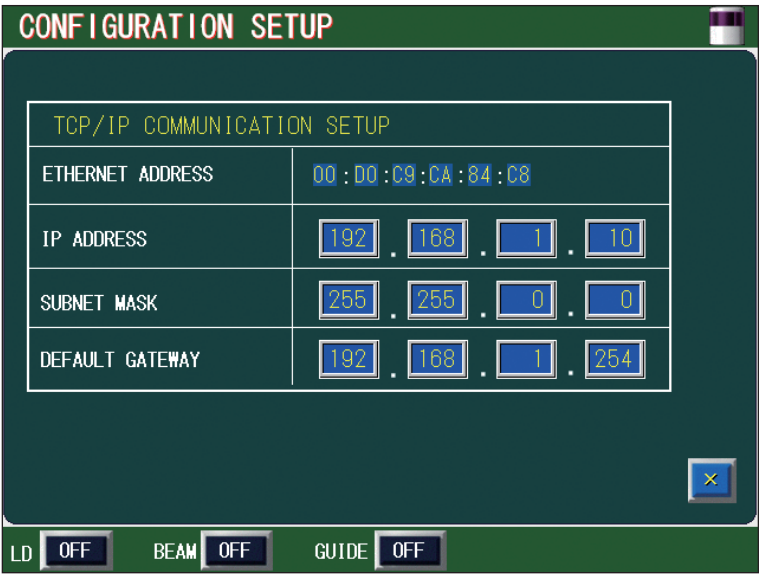 CONFIGURATION SETUP
TCP/IP COMMUNICATION SETUP
ETHERNET ADDRESS 00:D0:C9:CA:84:C8
IP ADDRESS 192.168.1.10
SUBNET MASK 255.255.0.0
DEFAULT GATEWAY 192.168.1.254
×
LD OFF BEAM OFF GUIDE OFF